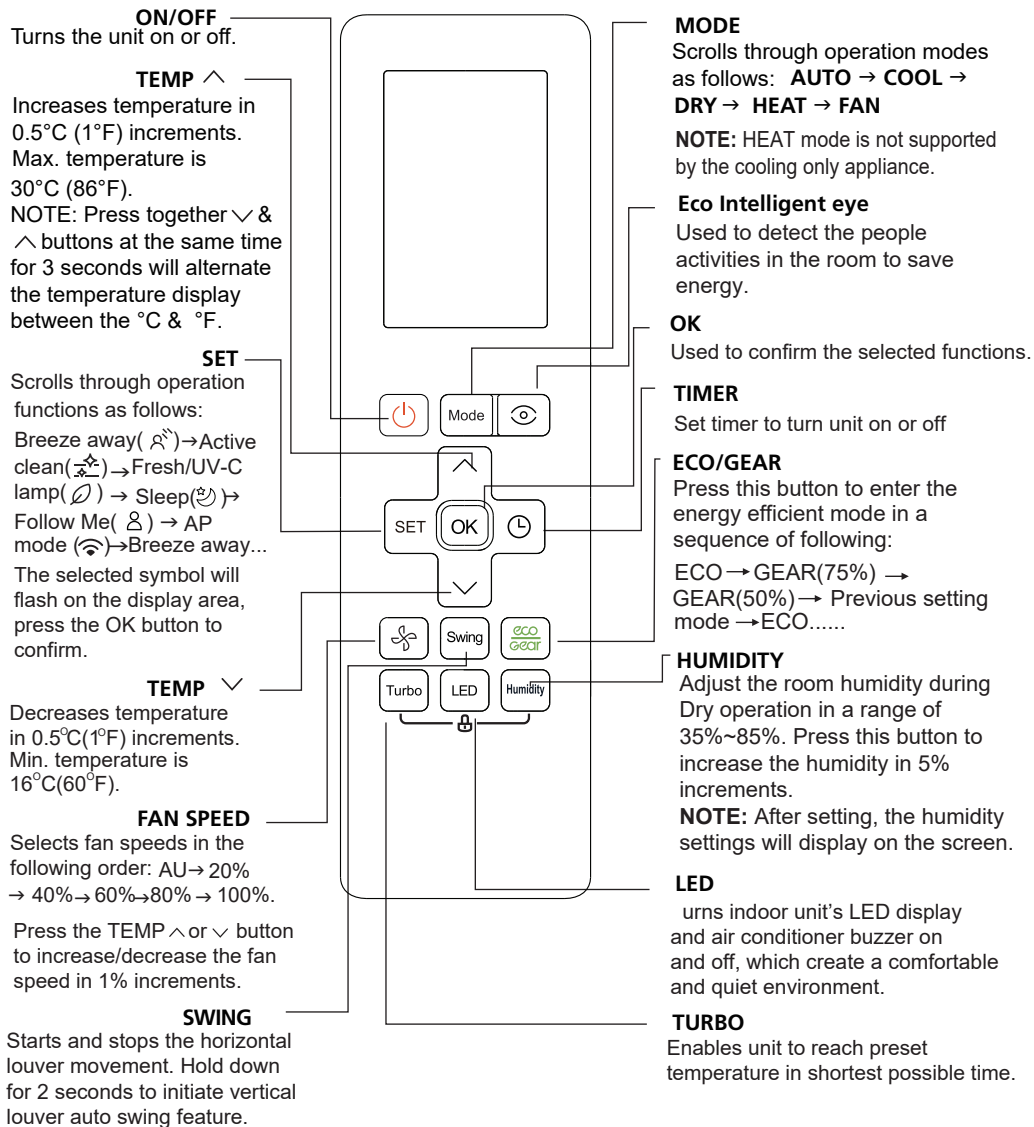 ON/OFF
Turns the unit on or off.
TEMP
Increases temperature in
0.5°C (1°F) increments.
Max. temperature is
30°C (86°F).
NOTE: Press together &
buttons at the same time
for 3 seconds will alternate
the temperature display
between the °C & °F.
SET
Scrolls through operation
functions as follows:
Breeze away( )→Active
clean( )→Fresh/UV-C
lamp( ) → Sleep( )→
Follow Me( ) → AP
mode ( )→Breeze away...
The selected symbol will
flash on the display area,
press the OK button to
confirm.
TEMP
Decreases temperature
in 0.5°C(1°F) increments.
Min. temperature is
16°C(60°F).
FAN SPEED
Selects fan speeds in the
following order: AU→ 20%
→ 40%→ 60%→80% → 100%.
Press the TEMP or button
to increase/decrease the fan
speed in 1% increments.
SWING
Starts and stops the horizontal
louver movement. Hold down
for 2 seconds to initiate vertical
louver auto swing feature.
Mode
SET
OK
Swing
eco
gear
Turbo
LED
Humidity
MODE
Scrolls through operation modes
as follows: AUTO → COOL →
DRY → HEAT → FAN
NOTE: HEAT mode is not supported
by the cooling only appliance.
Eco Intelligent eye
Used to detect the people
activities in the room to save
energy.
OK
Used to confirm the selected functions.
TIMER
Set timer to turn unit on or off
ECO/GEAR
Press this button to enter the
energy efficient mode in a
sequence of following:
ECO→ GEAR(75%) →
GEAR(50%)→ Previous setting
mode →ECO......
HUMIDITY
Adjust the room humidity during
Dry operation in a range of
35%~85%. Press this button to
increase the humidity in 5%
increments.
NOTE: After setting, the humidity
settings will display on the screen.
LED
urns indoor unit's LED display
and air conditioner buzzer on
and off, which create a comfortable
and quiet environment.
TURBO
Enables unit to reach preset
temperature in shortest possible time.